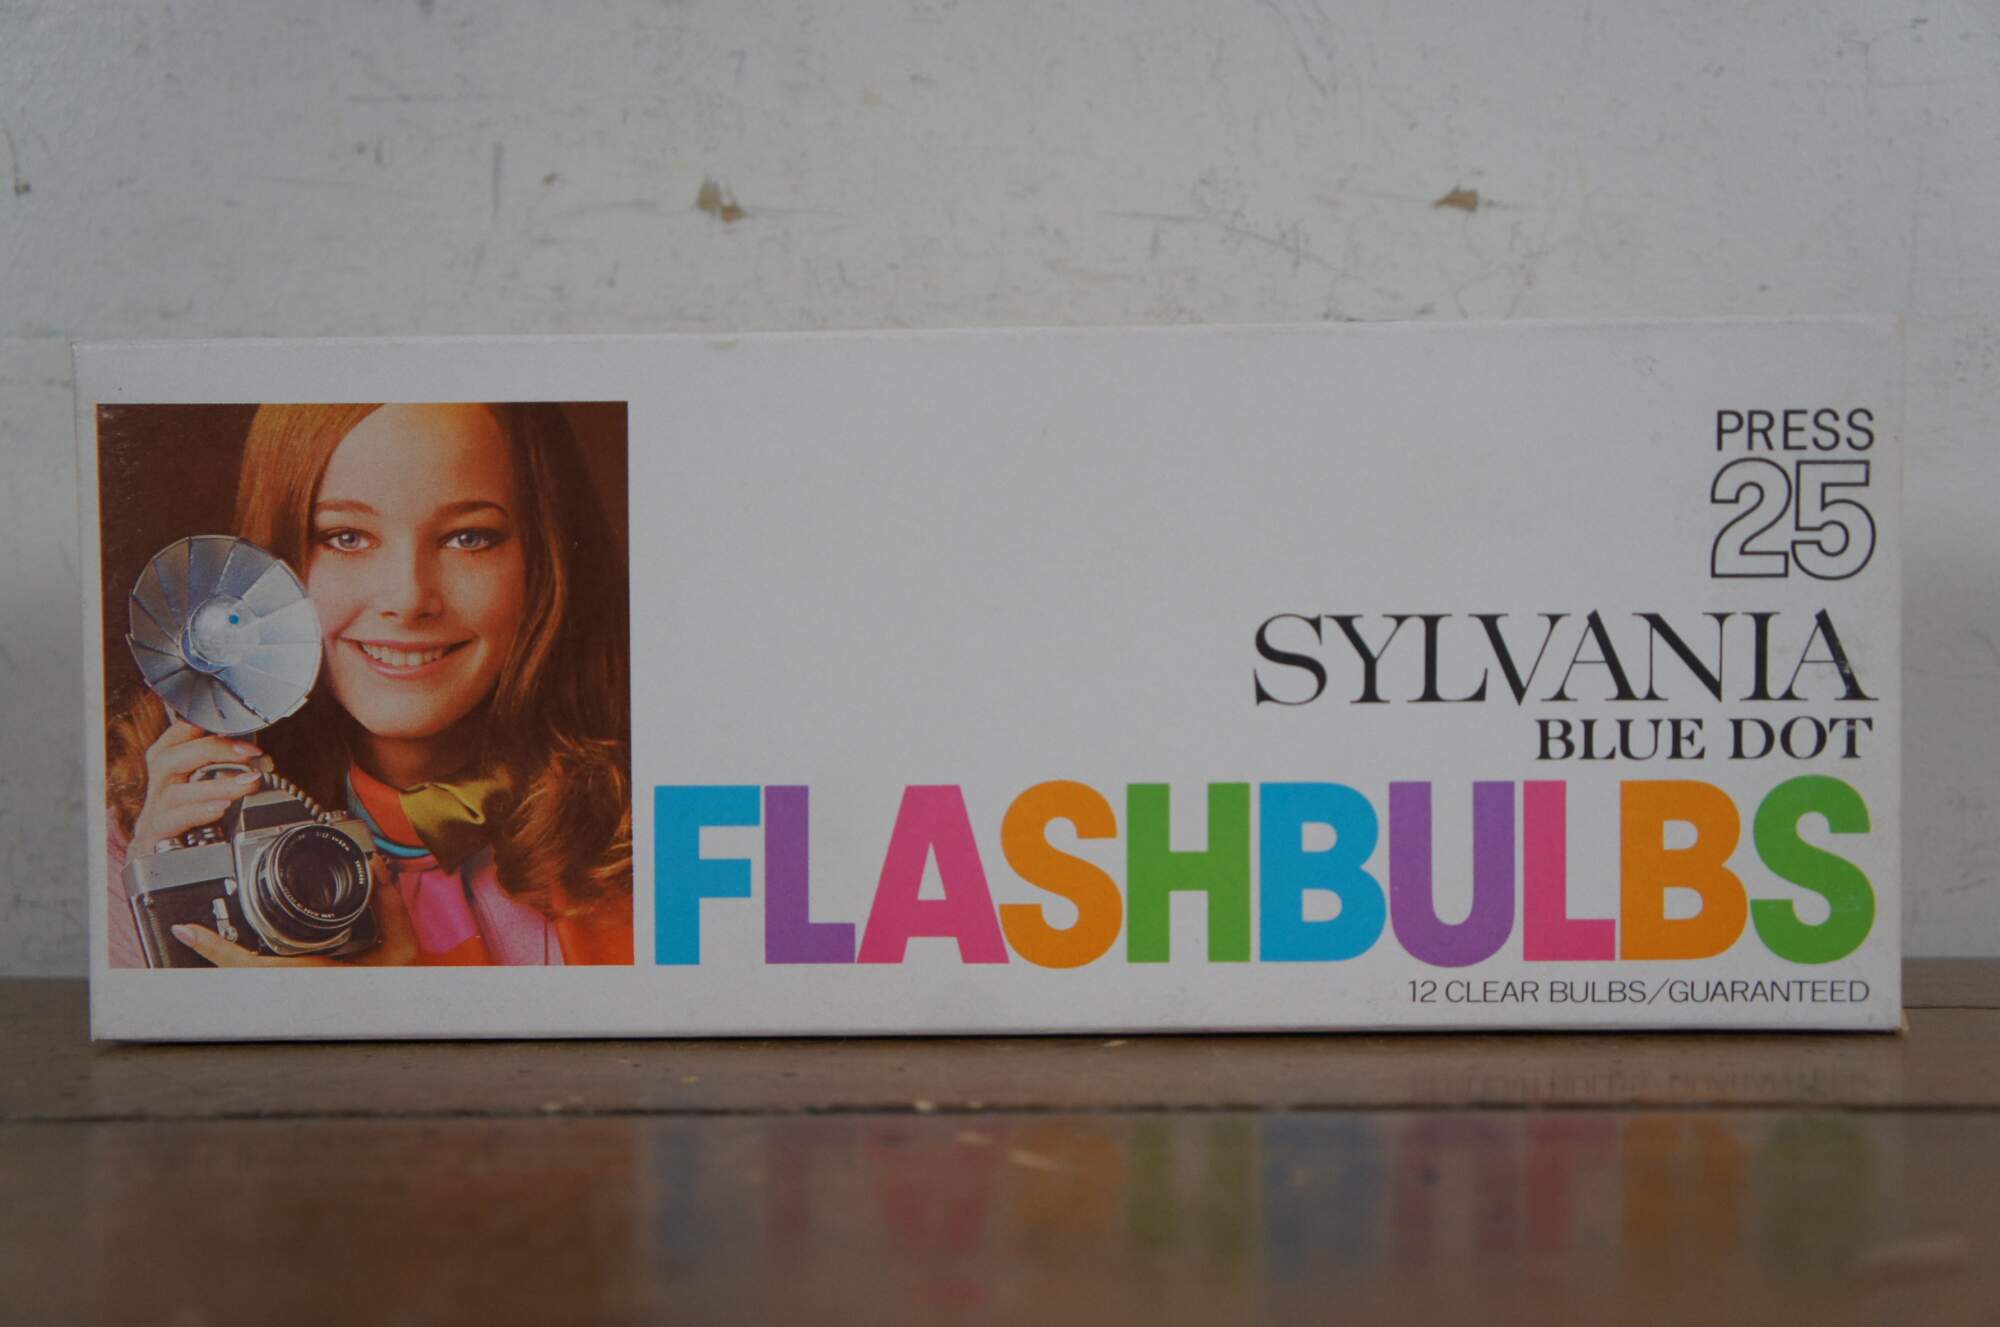 PRESS
25
SYLVANIA
BLUE DOT
FLASHBULBS
12 CLEAR BULBS/GUARANTEED